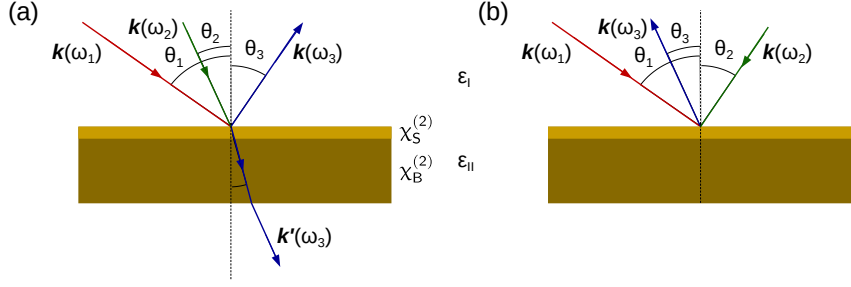 (a)
k(ω₂)
θ₂
k(ω₁)
θ₁
θ₃
k(ω₃)
εI
χS(2)
χB(2)
εII
k'(ω₃)
(b)
k(ω₃)
θ₃
k(ω₁)
θ₁
θ₂
k(ω₂)